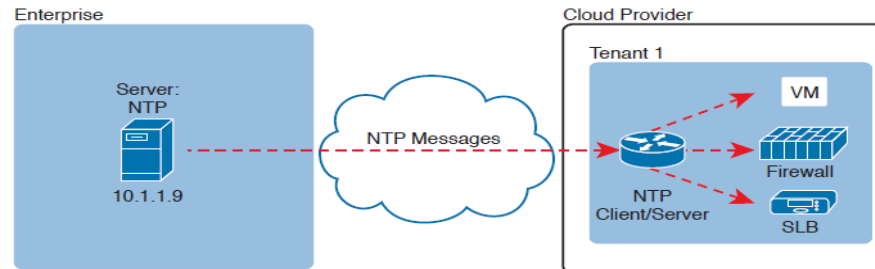 Enterprise
Cloud Provider
Tenant 1
Server:
NTP
10.1.1.9
NTP Messages
VM
Firewall
NTP
Client/Server
SLB